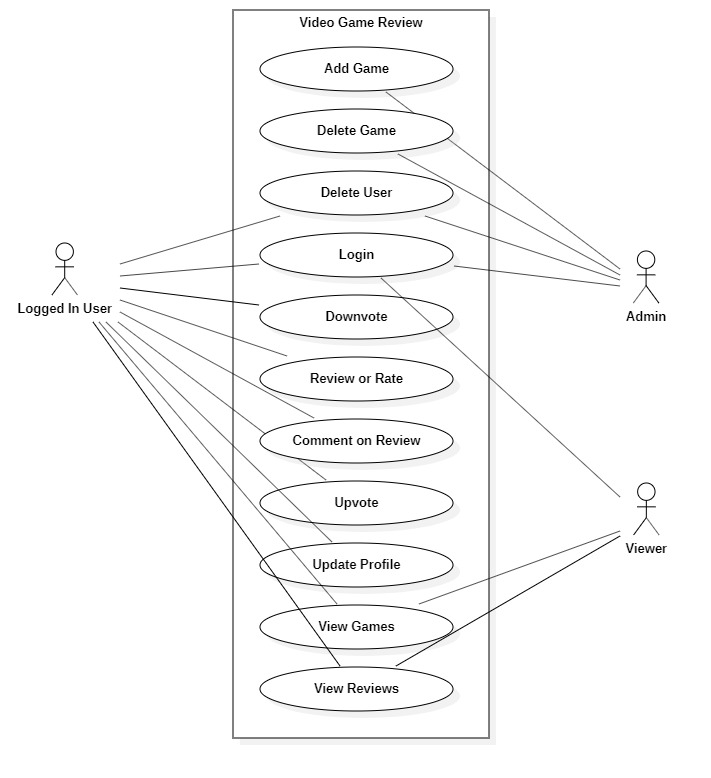 Video Game Review
Add Game
Delete Game
Delete User
Login
Logged In User
Admin
Downvote
Review or Rate
Comment on Review
Upvote
Viewer
Update Profile
View Games
View Reviews